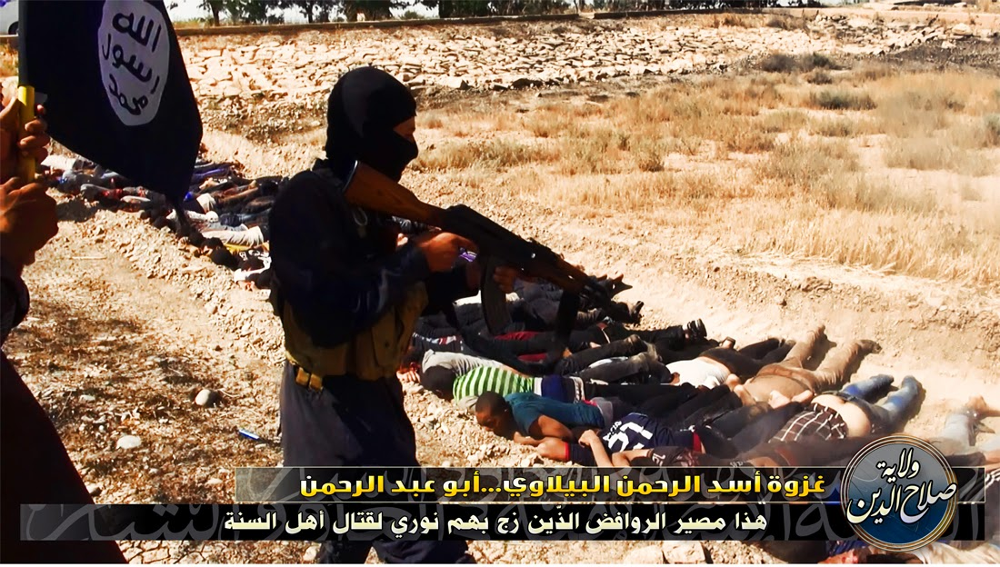 الله
رسول
محمد
غزوة أسد الرحمن البيلاوي...أبو عبد الرحمن
هذا مصير الروافض الذين زج بهم نوري لقتال أهل السنة
ولاية
صلاح الدين